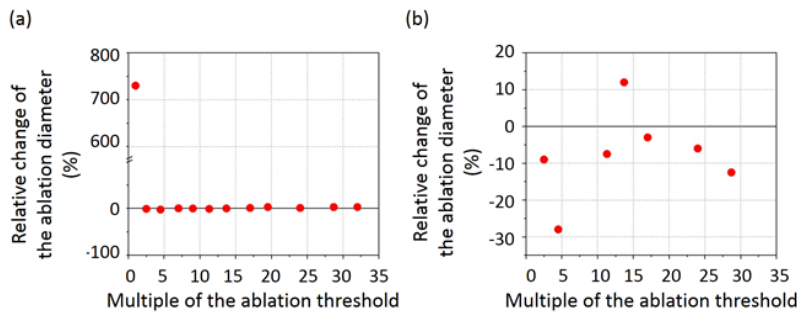 (a)
Relative change of
the ablation diameter
(%)
800
700
600
0
-100
0 5 10 15 20 25 30 35
Multiple of the ablation threshold
(b)
Relative change of
the ablation diameter
(%)
20
10
0
-10
-20
-30
0 5 10 15 20 25 30 35
Multiple of the ablation threshold